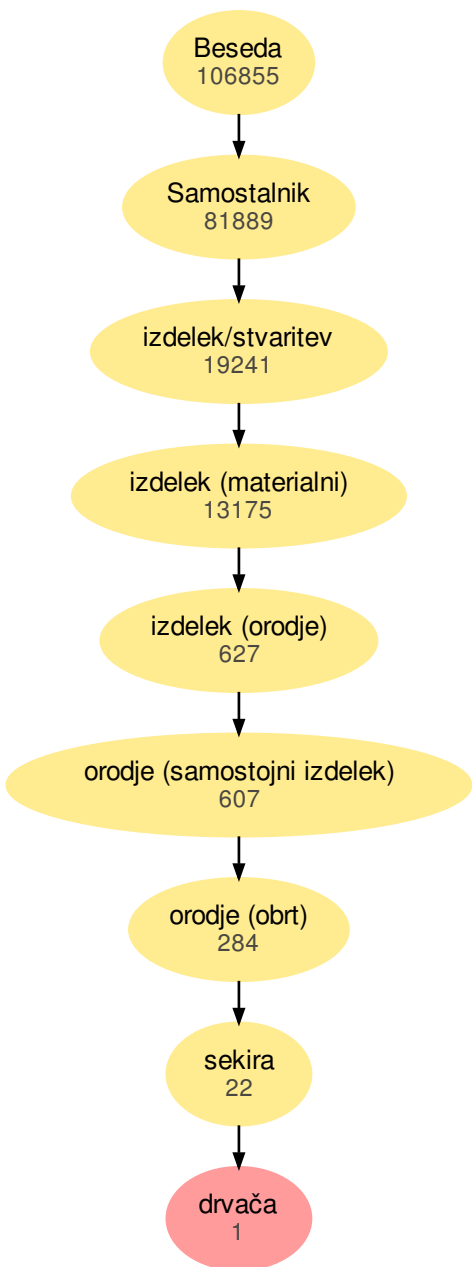 Beseda
106855
Samostalnik
81889
izdelek/stvaritev
19241
izdelek (materialni)
13175
izdelek (orodje)
627
orodje (samostojni izdelek)
607
orodje (obrt)
284
sekira
22
drvača
1